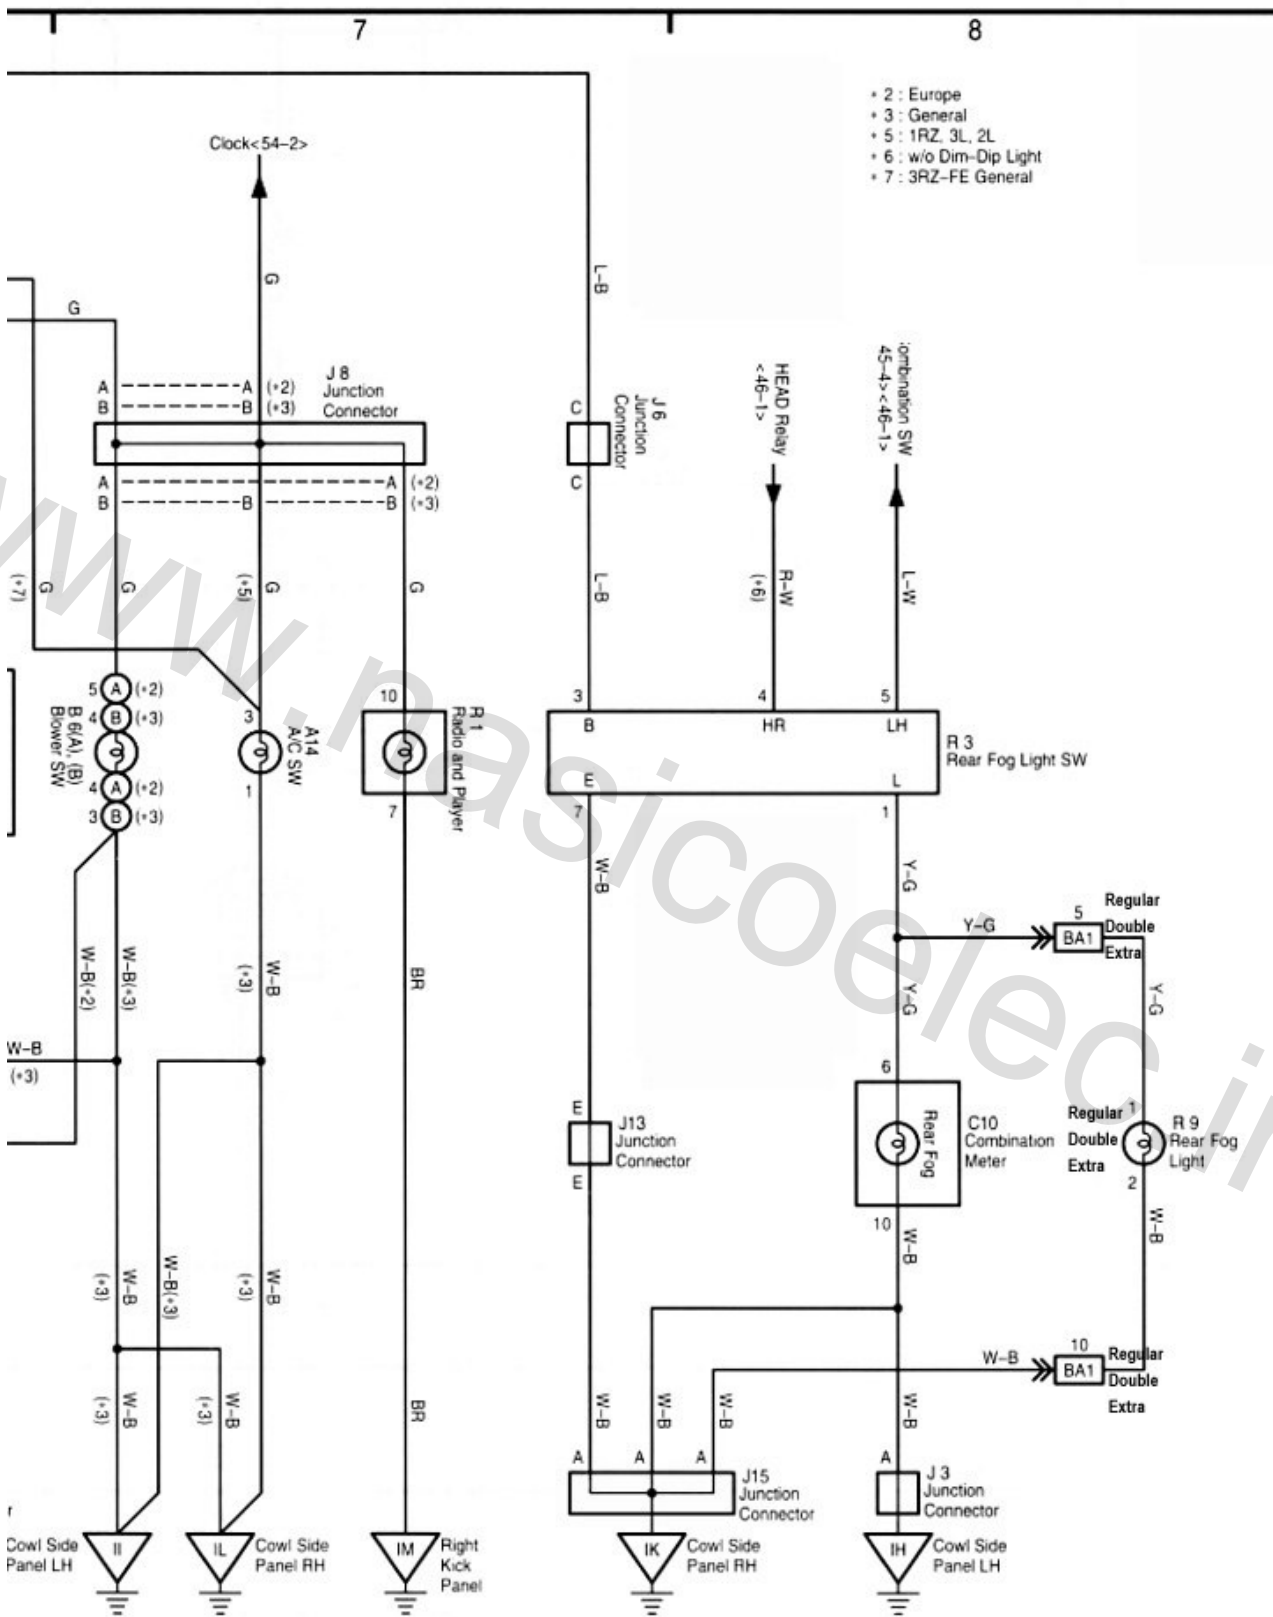 7
8
* 2 : Europe
* 3 : General
* 5 : 1RZ, 3L, 2L
* 6 : w/o Dim-Dip Light
* 7 : 3RZ-FE General
Clock<54-2>
G
L-B
G
A A (*2)
B B (*3)
J 8
Junction
Connector
A A (*2)
B B B (*3)
C
J 6
Junction
Connector
C
HEAD Relay
<46-1>
ombination SW
45-4><46-1>
(*7)
G
G
(*5)
G
G
L-B
R-W
(*6)
L-W
5 A (*2)
4 B (*3)
B 6(A), (B)
Blower SW
4 A (*2)
3 B (*3)
3
A14
A/C SW
1
10
R 1
Radio and Player
7
3
4
5
B
HR
LH
E
L
R 3
Rear Fog Light SW
7
1
W-B
Y-G
Y-G
5
BA1
Regular
Double
Extra
W-B(*2)
W-B(*3)
(*3)
W-B
BR
Y-G
Y-G
W-B
(*3)
E
J13
Junction
Connector
E
6
Rear Fog
C10
Combination
Meter
10
Regular
Double
Extra
1
R 9
Rear Fog
Light
2
W-B
W-B
(*3)
W-B
W-B(*3)
(*3)
W-B
W-B
10
BA1
Regular
Double
Extra
(*3)
W-B
(*3)
W-B
BR
W-B
W-B
W-B
W-B
A
A
A
J15
Junction
Connector
A
J 3
Junction
Connector
r
Cowl Side
Panel LH
II
IL
Cowl Side
Panel RH
IM
Right
Kick
Panel
IK
Cowl Side
Panel RH
IH
Cowl Side
Panel LH
www.nasicoelec.ir